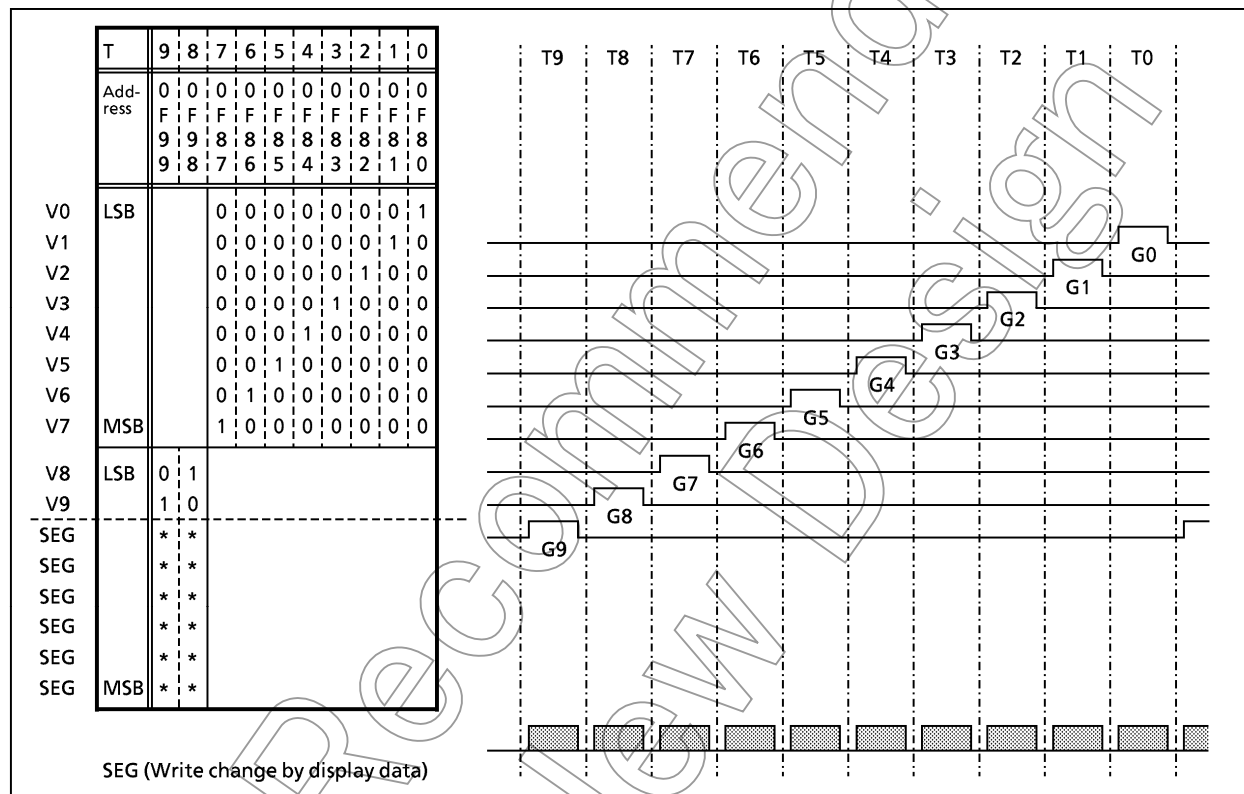 T 9 8 7 6 5 4 3 2 1 0
Add-
ress
0 0 0 0 0 0 0 0 0 0
F F F F F F F F F F
9 9 8 8 8 8 8 8 8 8
9 8 7 6 5 4 3 2 1 0
V0 LSB 0 0 0 0 0 0 0 1
V1 0 0 0 0 0 0 1 0
V2 0 0 0 0 0 1 0 0
V3 0 0 0 0 1 0 0 0
V4 0 0 0 1 0 0 0 0
V5 0 0 1 0 0 0 0 0
V6 0 1 0 0 0 0 0 0
V7 MSB 1 0 0 0 0 0 0 0
V8 LSB 0 1
V9 1 0
SEG * *
SEG * *
SEG * *
SEG * *
SEG * *
SEG MSB * *
SEG (Write change by display data)
T9 T8 T7 T6 T5 T4 T3 T2 T1 T0
G0
G1
G2
G3
G4
G5
G6
G7
G8
G9
Recommend
New Design